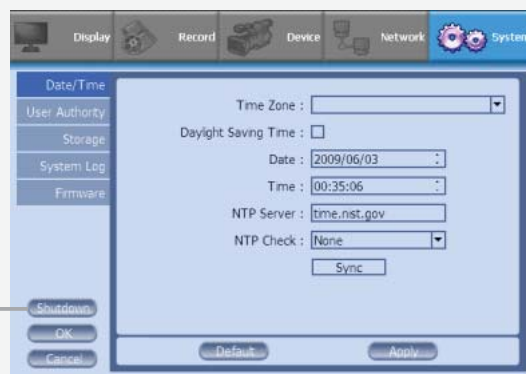 Display Record Device Network System
Date/Time
User Authority
Storage
System Log
Firmware
Time Zone :
Daylight Saving Time :
Date : 2009/06/03
Time : 00:35:06
NTP Server : time.nist.gov
NTP Check : None
Sync
Shutdown
OK
Cancel
Default Apply